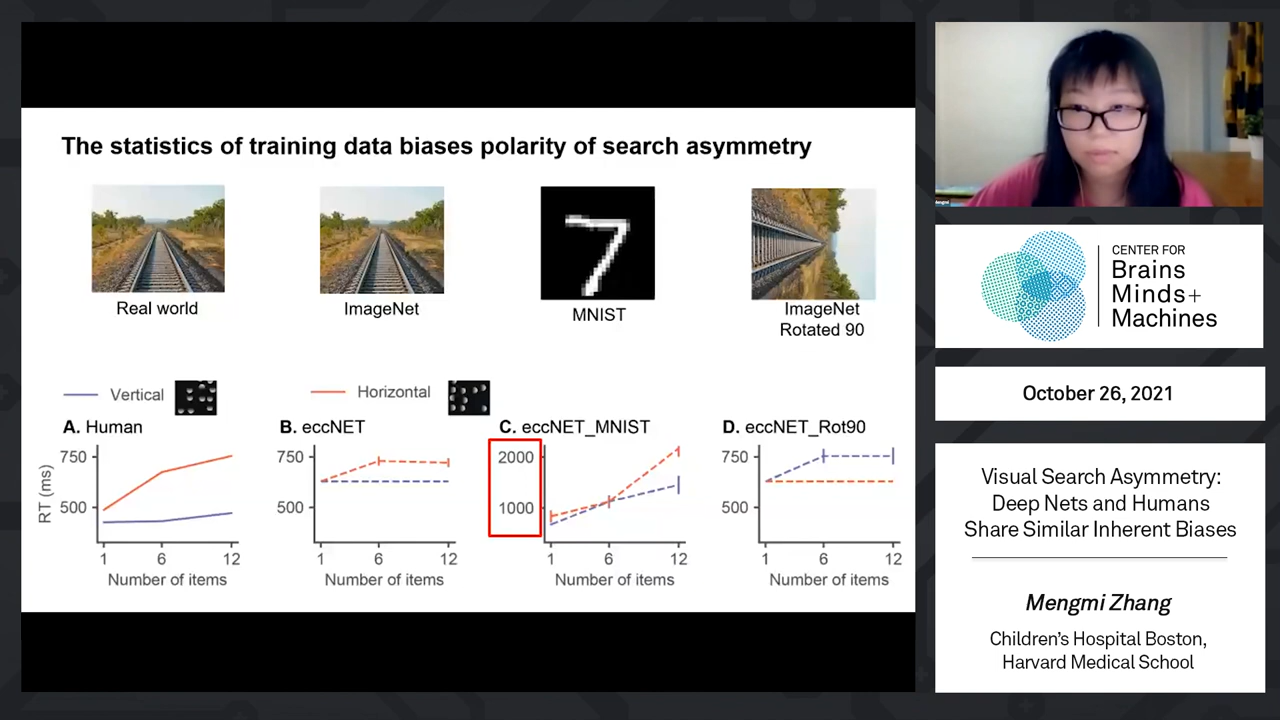 The statistics of training data biases polarity of search asymmetry
Real world
ImageNet
MNIST
ImageNet
Rotated 90
Vertical
Horizontal
A. Human
B. eccNET
C. eccNET_MNIST
D. eccNET_Rot90
RT (ms)
750
500
1 6 12
Number of items
750
500
1 6 12
Number of items
2000
1000
1 6 12
Number of items
750
500
1 6 12
Number of items
CENTER FOR
Brains
Minds+
Machines
October 26, 2021
Visual Search Asymmetry:
Deep Nets and Humans
Share Similar Inherent Biases
Mengmi Zhang
Children's Hospital Boston,
Harvard Medical School